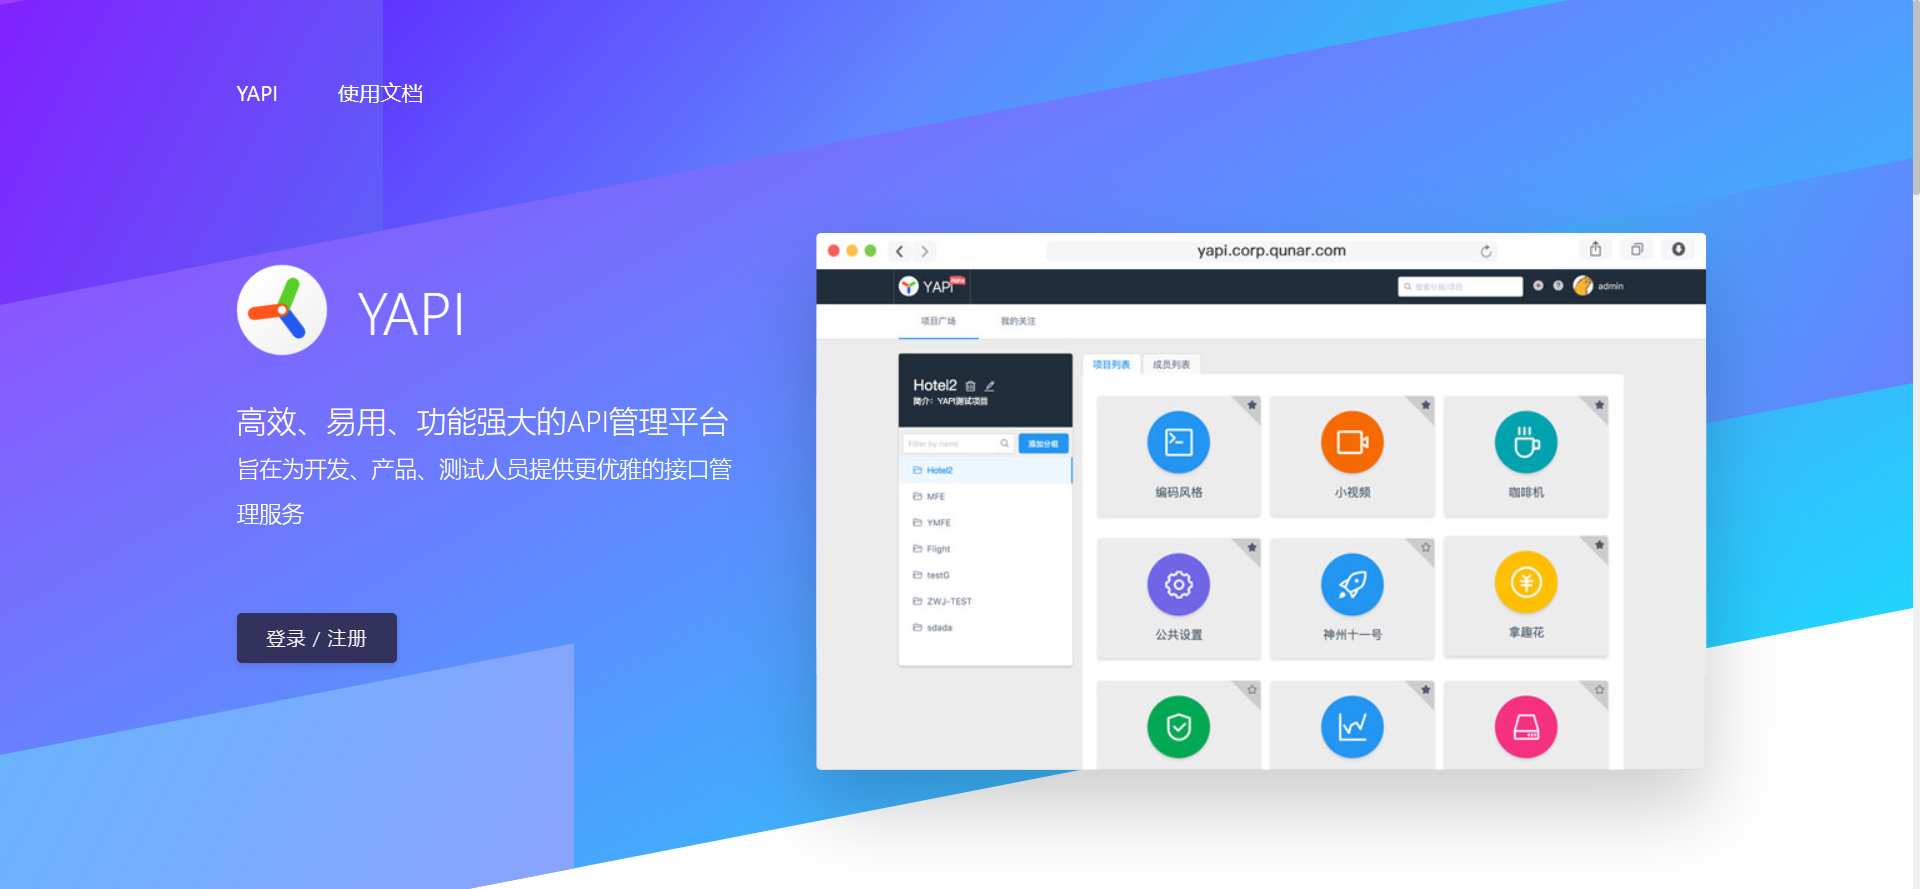 YAPI 使用文档
YAPI
高效、易用、功能强大的API管理平台
旨在为开发、产品、测试人员提供更优雅的接口管
理服务
登录 / 注册
yapi.corp.qunar.com
YAPI
搜索分组/项目
admin
项目广场 我的关注
Hotel2
简介：YAPI测试项目
Filter by name
添加分组
Hotel2
MFE
YMFE
Flight
testG
ZWJ-TEST
sdada
项目列表 成员列表
编码风格 小视频 咖啡机
公共设置 神州十一号 拿趣花